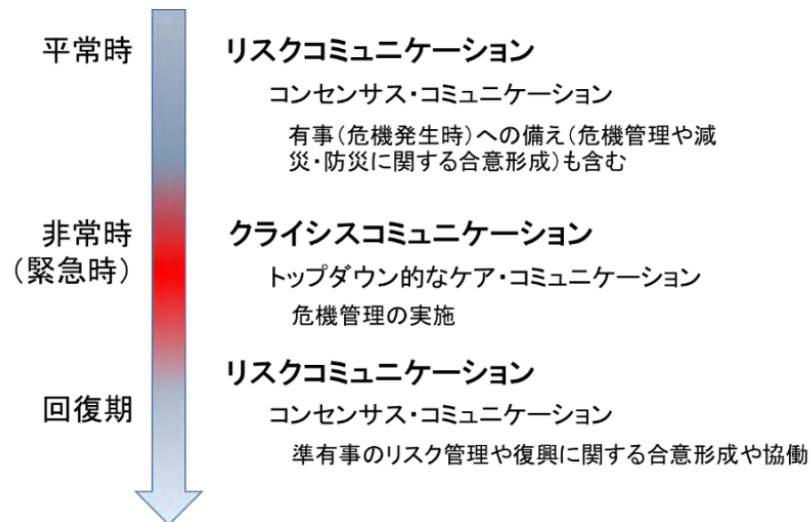 平常時
リスクコミュニケーション
コンセンサス・コミュニケーション
有事(危機発生時)への備え(危機管理や減
災・防災に関する合意形成)も含む
非常時
(緊急時)
クライシスコミュニケーション
トップダウン的なケア・コミュニケーション
危機管理の実施
回復期
リスクコミュニケーション
コンセンサス・コミュニケーション
準有事のリスク管理や復興に関する合意形成や協働